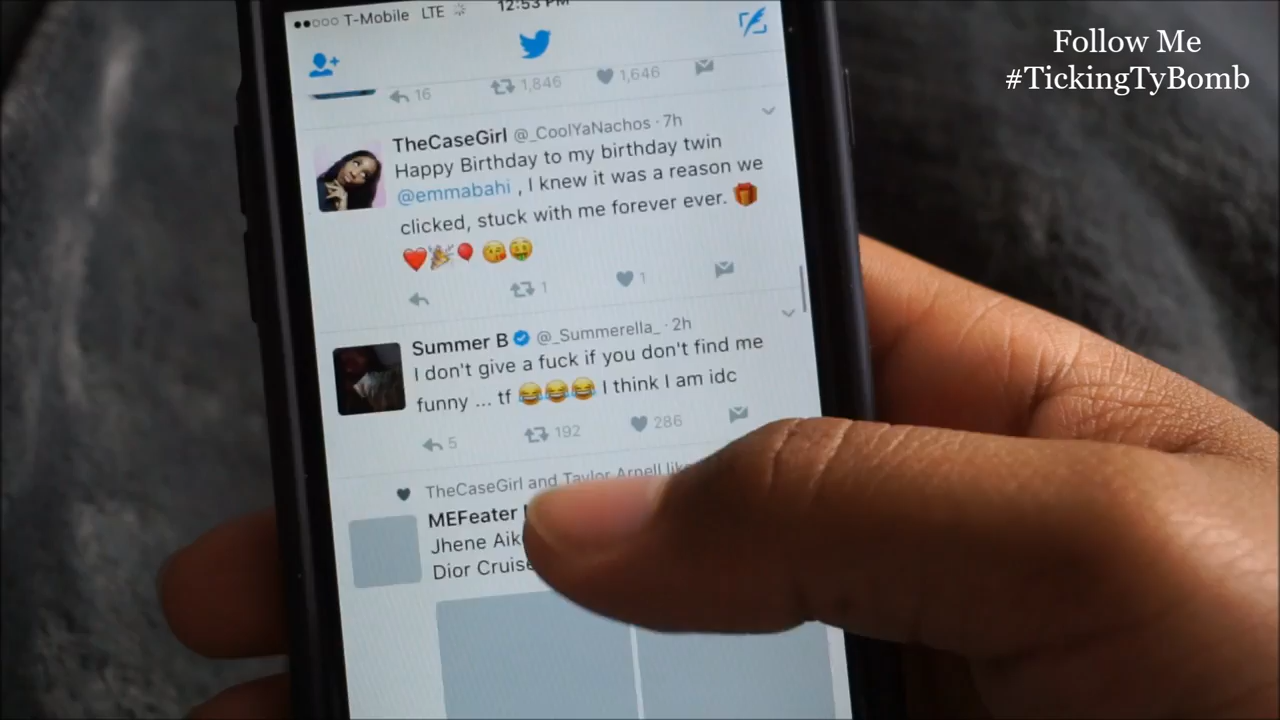 T-Mobile LTE 12:53 PM
Follow Me
#TickingTyBomb
16 1,846 1,646
TheCaseGirl @_CoolYaNachos · 7h
Happy Birthday to my birthday twin
@emmabahi , I knew it was a reason we
clicked, stuck with me forever ever. 🎁
❤️🎉🎈😘🤑
1 1
Summer B @_Summerella_ · 2h
I don't give a fuck if you don't find me
funny ... tf 😂😂😂 I think I am idc
5 192 286
TheCaseGirl and Taylor Arnell
MEFeater
Jhene
Dior